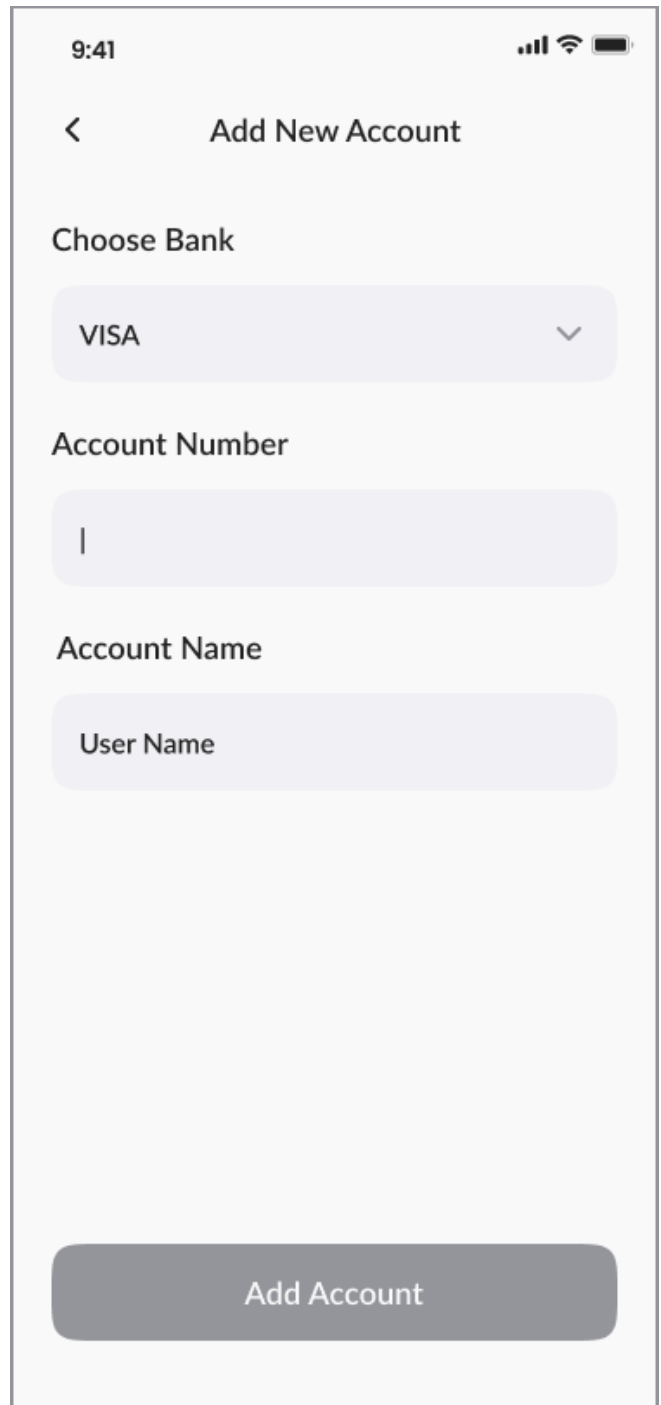 9:41
Add New Account
Choose Bank
VISA
Account Number
Account Name
User Name
Add Account